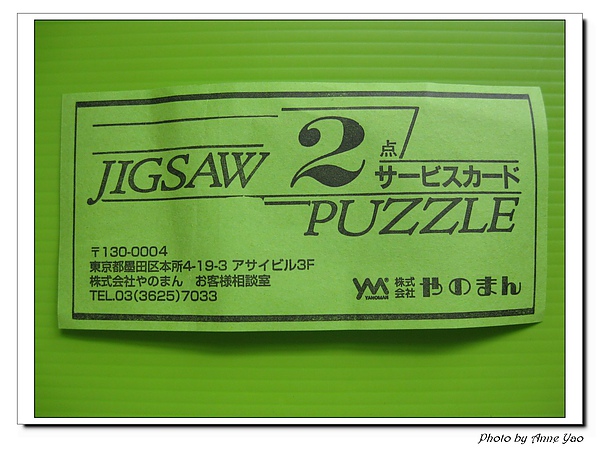 JIGSAW 2点 サービスカード
PUZZLE
〒130-0004
東京都墨田区本所4-19-3 アサイビル3F
株式会社やのまん お客様相談室
TEL.03(3625)7033
YM YANOMAN 株式会社 やのまん
Photo by Anne Yao